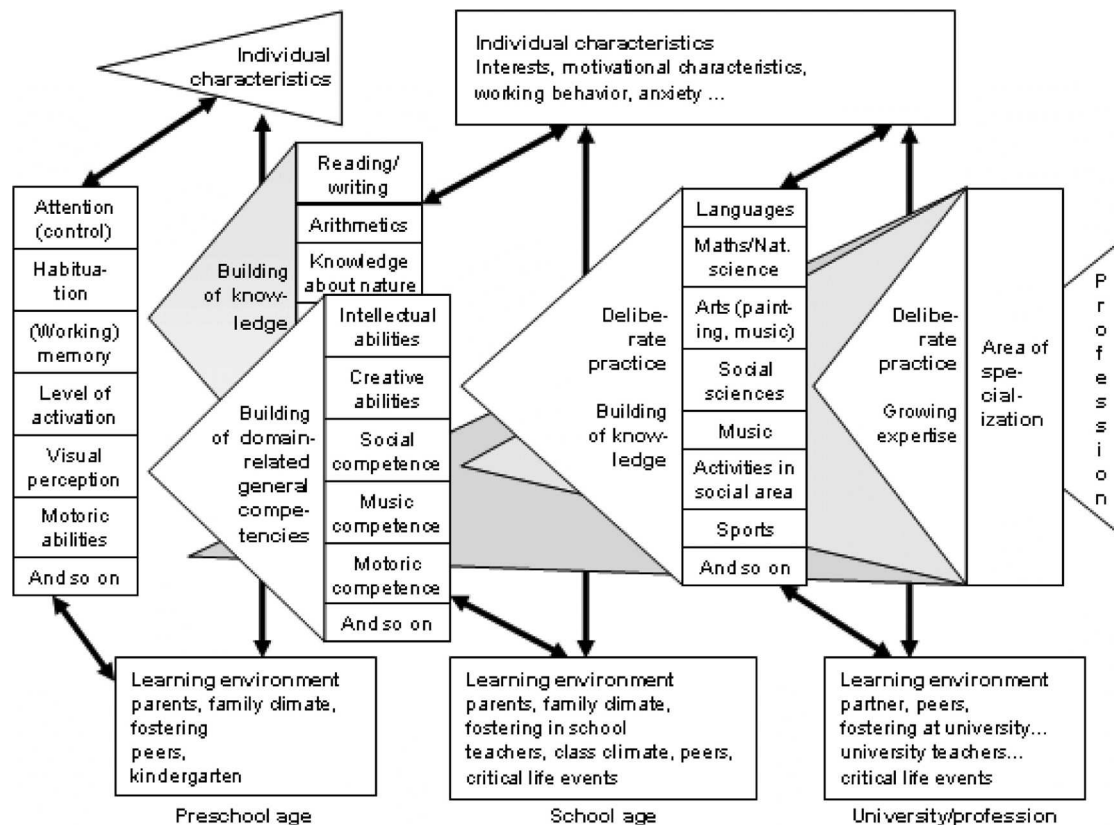 Individual
characteristics
Individual characteristics
Interests, motivational characteristics,
working behavior, anxiety ...
Attention
(control)
Habitua-
tion
(Working)
memory
Level of
activation
Visual
perception
Motoric
abilities
And so on
Building
of know-
ledge
Reading/
writing
Arithmetics
Knowledge
about nature
Building
of domain-
related
general
compe-
tencies
Intellectual
abilities
Creative
abilities
Social
competence
Music
competence
Motoric
competence
And so on
Delibe-
rate
practice
Building
of know-
ledge
Languages
Maths/Nat.
science
Arts (paint-
ing, music)
Social
sciences
Music
Activities in
social area
Sports
And so on
Delibe-
rate
practice
Growing
expertise
Area of
spe-
cial-
ization
Profession
Learning environment
parents, family climate,
fostering
peers,
kindergarten
Learning environment
parents, family climate,
fostering in school
teachers, class climate, peers,
critical life events
Learning environment
partner, peers,
fostering at university...
university teachers...
critical life events
Preschool age
School age
University/profession